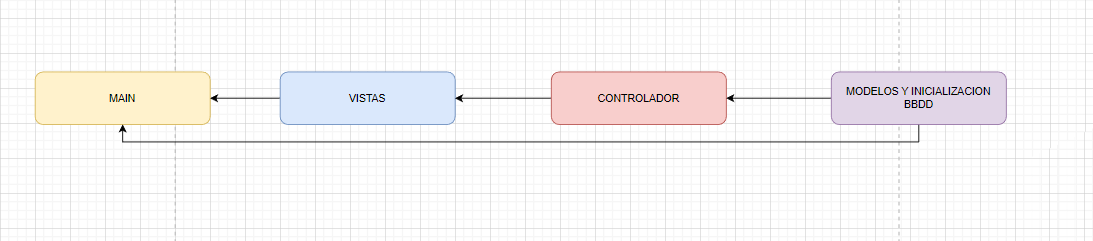 MAIN
VISTAS
CONTROLADOR
MODELOS Y INICIALIZACION
BBDD